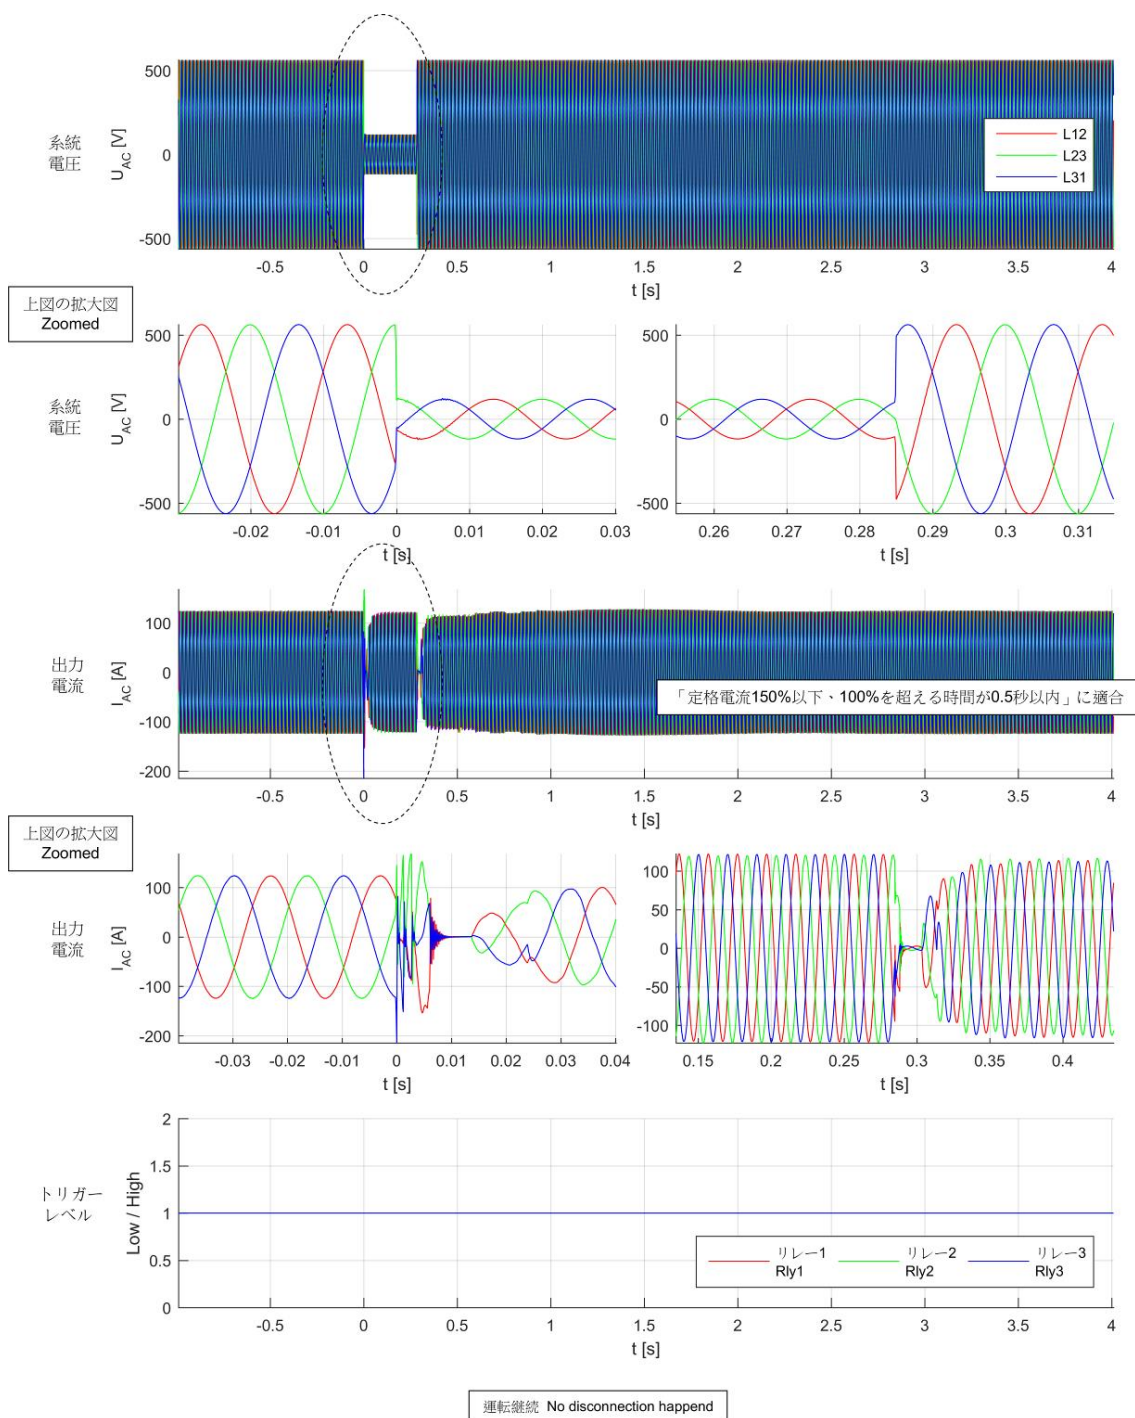 500
0
-500
系統
電圧
U_AC [V]
L12
L23
L31
-0.5
0
0.5
1
1.5
2
2.5
3
3.5
4
t [s]
上図の拡大図
Zoomed
系統
電圧
U_AC [V]
500
0
-500
-0.02
-0.01
0
0.01
0.02
0.03
t [s]
500
0
-500
0.26
0.27
0.28
0.29
0.3
0.31
t [s]
出力
電流
I_AC [A]
100
0
-100
-200
「定格電流150%以下、100%を超える時間が0.5秒以内」に適合
-0.5
0
0.5
1
1.5
2
2.5
3
3.5
4
t [s]
上図の拡大図
Zoomed
出力
電流
I_AC [A]
100
0
-100
-200
-0.03
-0.02
-0.01
0
0.01
0.02
0.03
0.04
t [s]
100
50
0
-50
-100
0.15
0.2
0.25
0.3
0.35
0.4
t [s]
トリガー
レベル
Low / High
2
1.5
1
0.5
0
リレー1
Rly1
リレー2
Rly2
リレー3
Rly3
-0.5
0
0.5
1
1.5
2
2.5
3
3.5
4
t [s]
運転継続 No disconnection happend